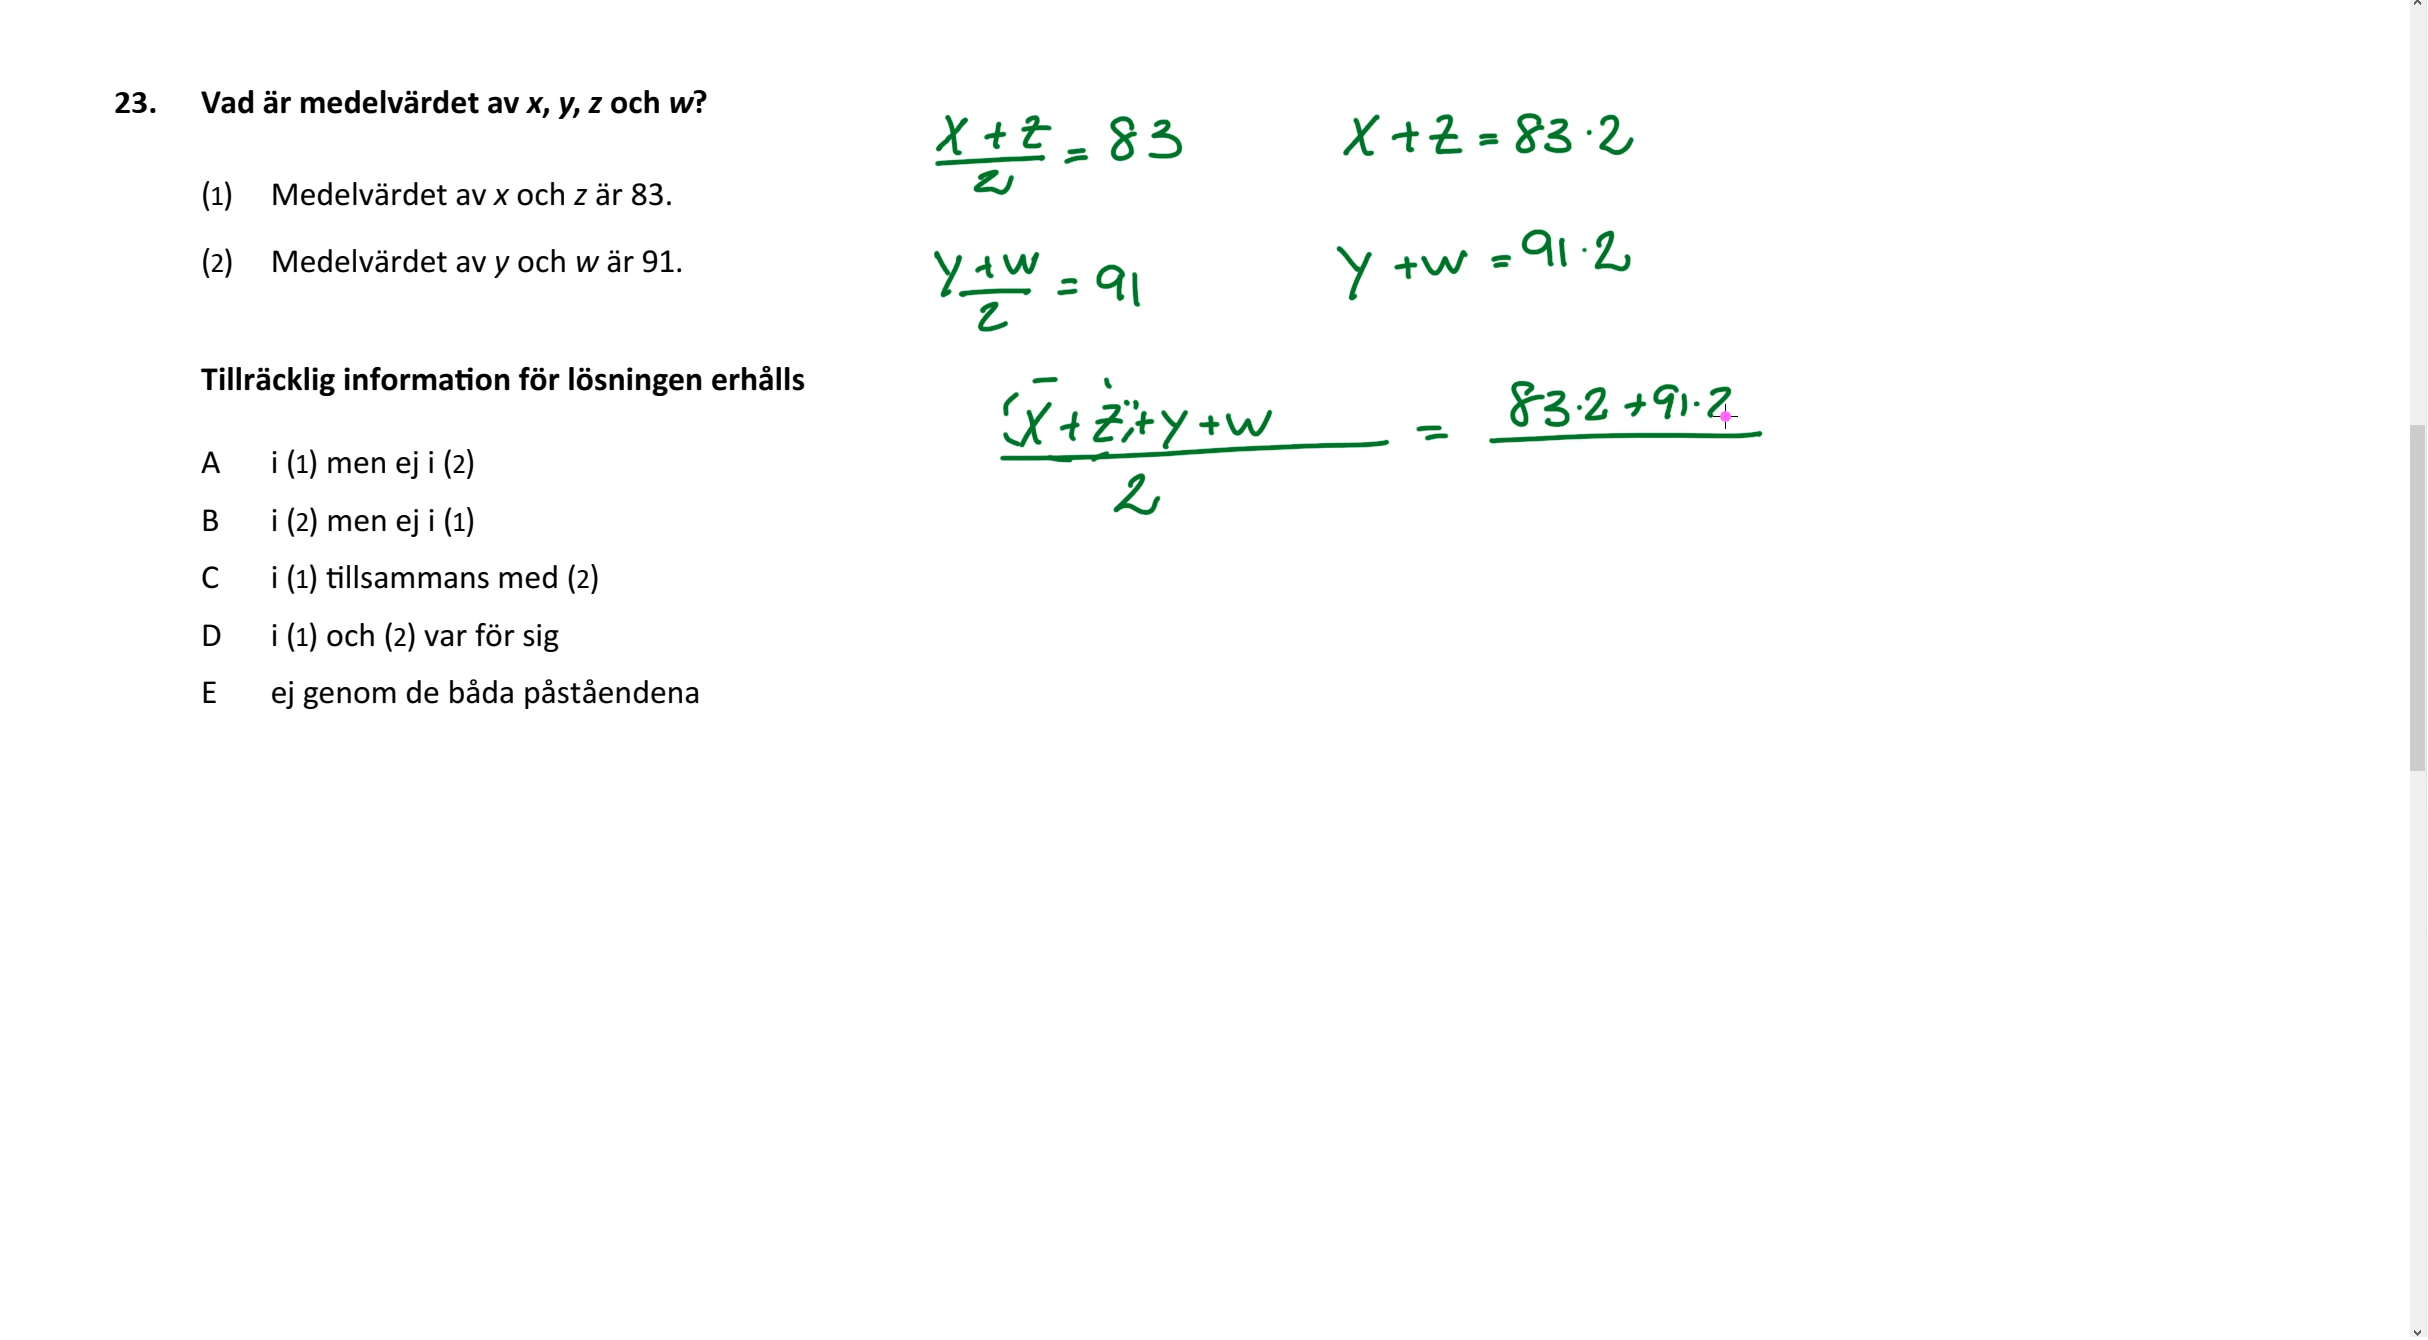 23. Vad är medelvärdet av x, y, z och w?
(1) Medelvärdet av x och z är 83.
(2) Medelvärdet av y och w är 91.
Tillräcklig information för lösningen erhålls
A i (1) men ej i (2)
B i (2) men ej i (1)
C i (1) tillsammans med (2)
D i (1) och (2) var för sig
E ej genom de båda påståendena
x + z / 2 = 83
x + z = 83 · 2
y + w / 2 = 91
y + w = 91 · 2
x + z + y + w / 2 = 83 · 2 + 91 · 2